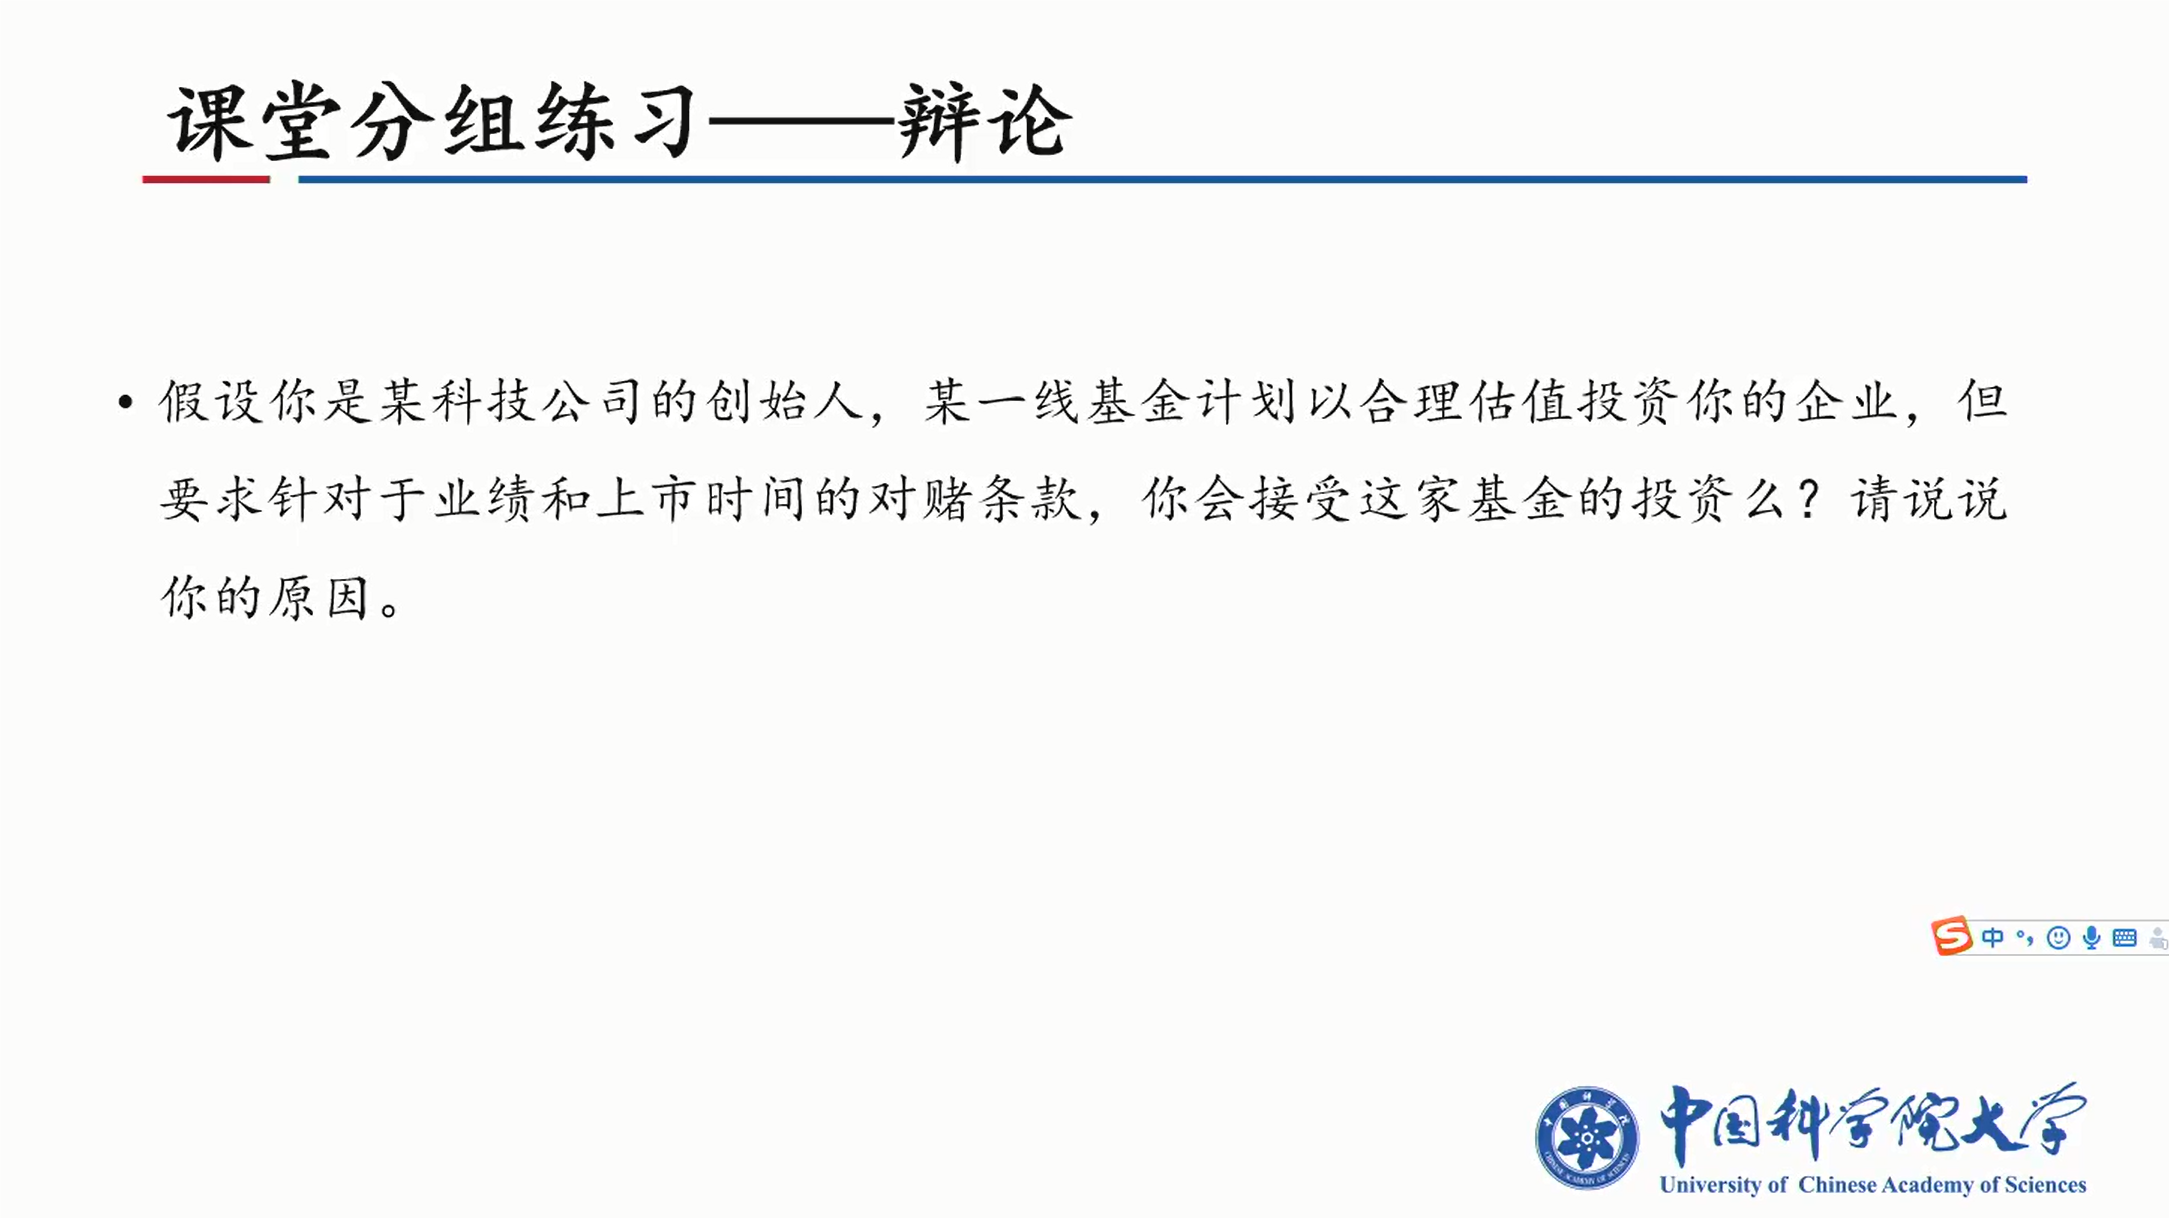 课堂分组练习——辩论
• 假设你是某科技公司的创始人，某一线基金计划以合理估值投资你的企业，但
要求针对于业绩和上市时间的对赌条款，你会接受这家基金的投资么？请说说
你的原因。
中
中国科学院大学
University of Chinese Academy of Sciences